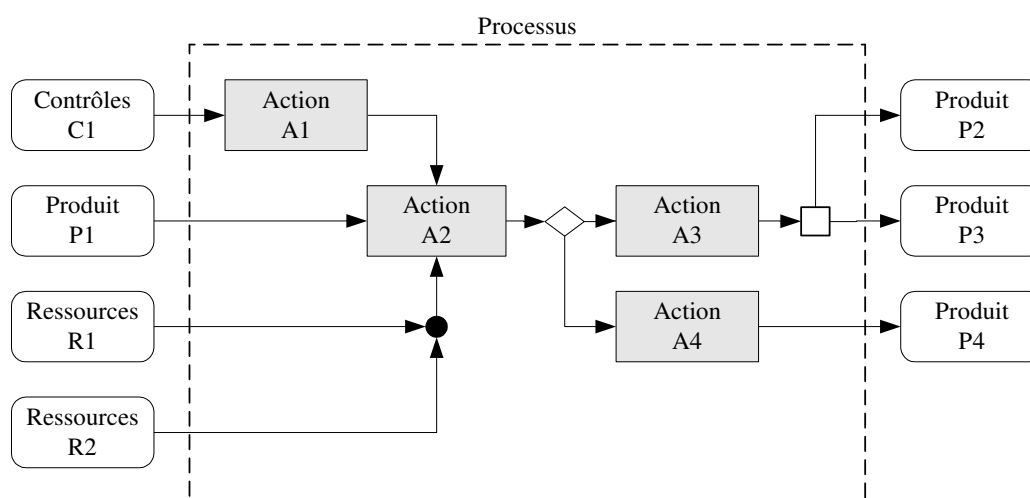 Processus
Contrôles
C1
Action
A1
Produit
P2
Produit
P1
Action
A2
Action
A3
Produit
P3
Ressources
R1
Action
A4
Produit
P4
Ressources
R2